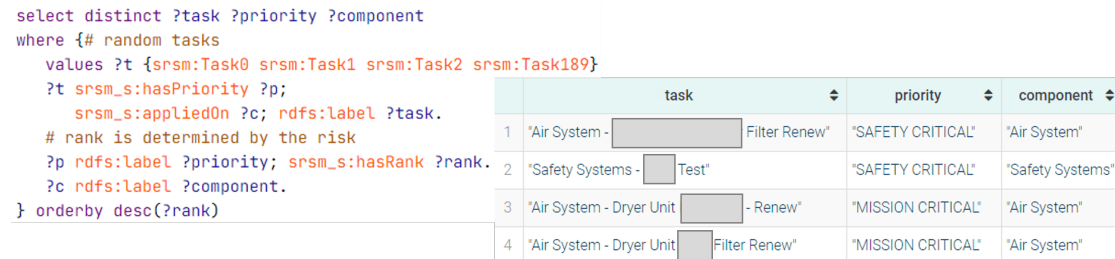 select distinct ?task ?priority ?component
where {# random tasks
values ?t {srsm:Task0 srsm:Task1 srsm:Task2 srsm:Task189}
?t srsm_s:hasPriority ?p;
srsm_s:appliedOn ?c; rdfs:label ?task.
# rank is determined by the risk
?p rdfs:label ?priority; srsm_s:hasRank ?rank.
?c rdfs:label ?component.
} orderby desc(?rank)
task priority component
1 "Air System - Filter Renew" "SAFETY CRITICAL" "Air System"
2 "Safety Systems - Test" "SAFETY CRITICAL" "Safety Systems"
3 "Air System - Dryer Unit - Renew" "MISSION CRITICAL" "Air System"
4 "Air System - Dryer Unit Filter Renew" "MISSION CRITICAL" "Air System"